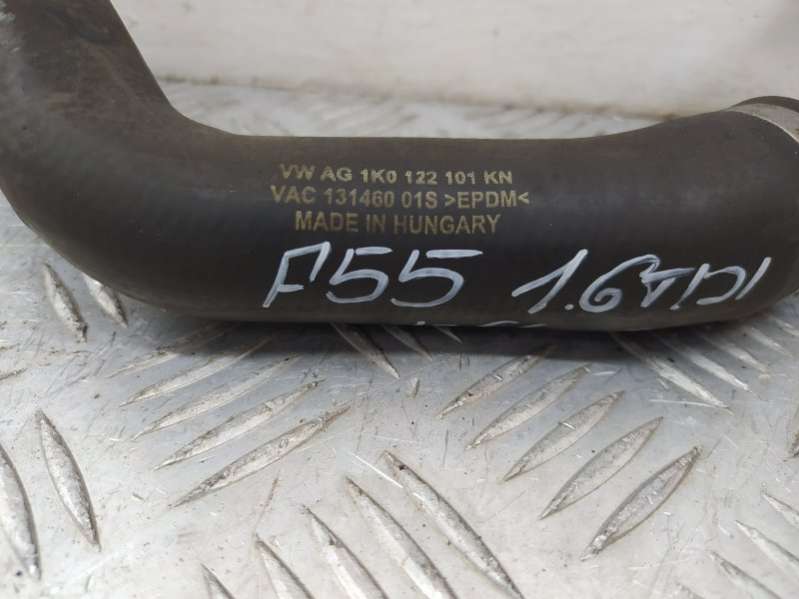 VW AG 1K0 122 101 KN
VAC 131460 01S >EPDM<
MADE IN HUNGARY
F55 1.6TDI